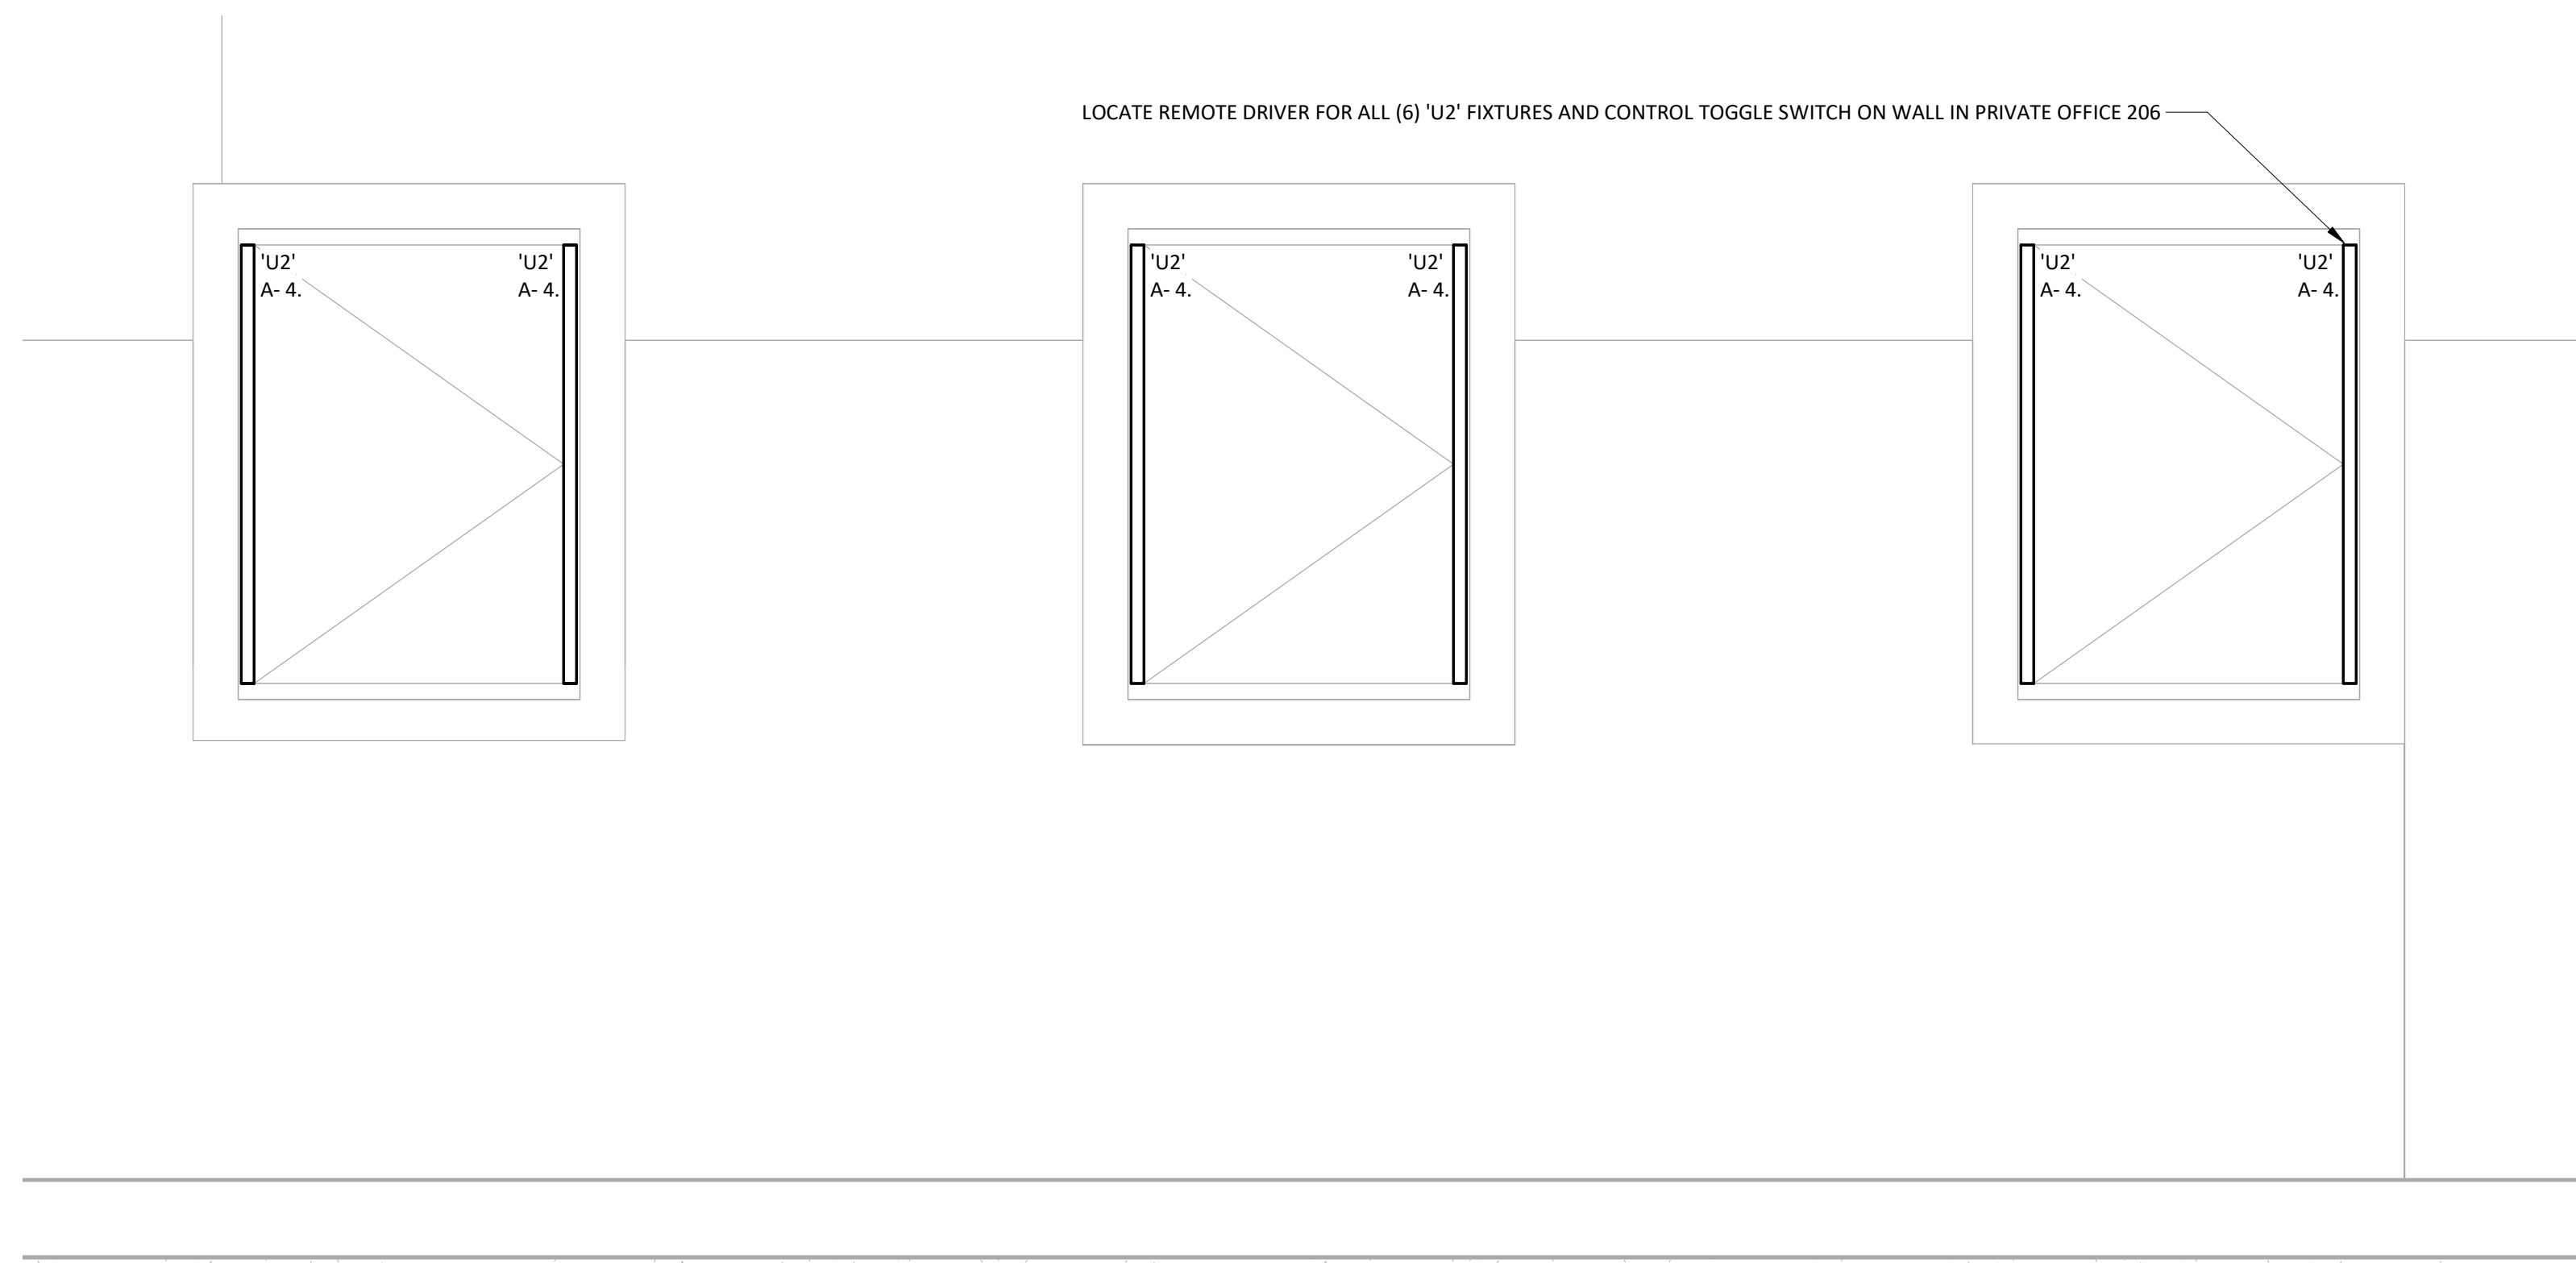 LOCATE REMOTE DRIVER FOR ALL (6) 'U2' FIXTURES AND CONTROL TOGGLE SWITCH ON WALL IN PRIVATE OFFICE 206
'U2'
A- 4.
'U2'
A- 4.
'U2'
A- 4.
'U2'
A- 4.
'U2'
A- 4.
'U2'
A- 4.